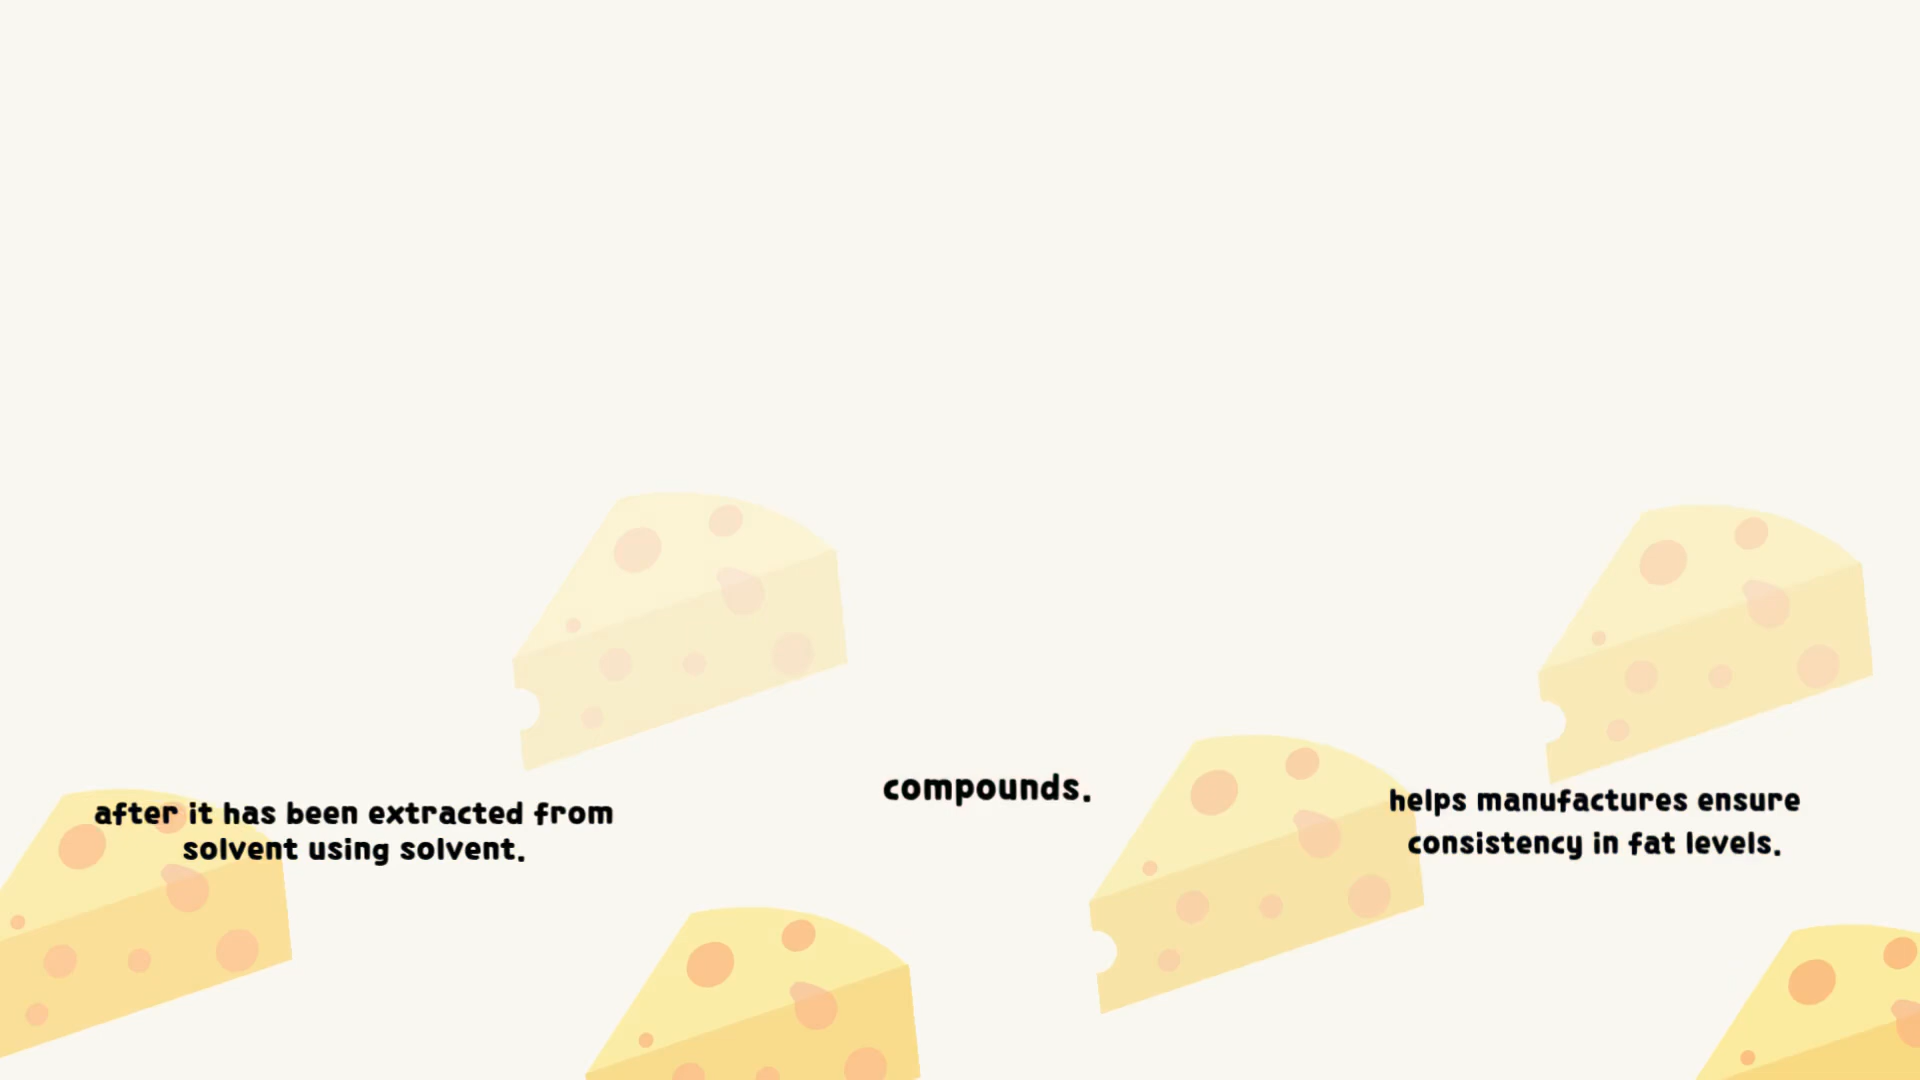 after it has been extracted from
solvent using solvent.
compounds.
helps manufactures ensure
consistency in fat levels.